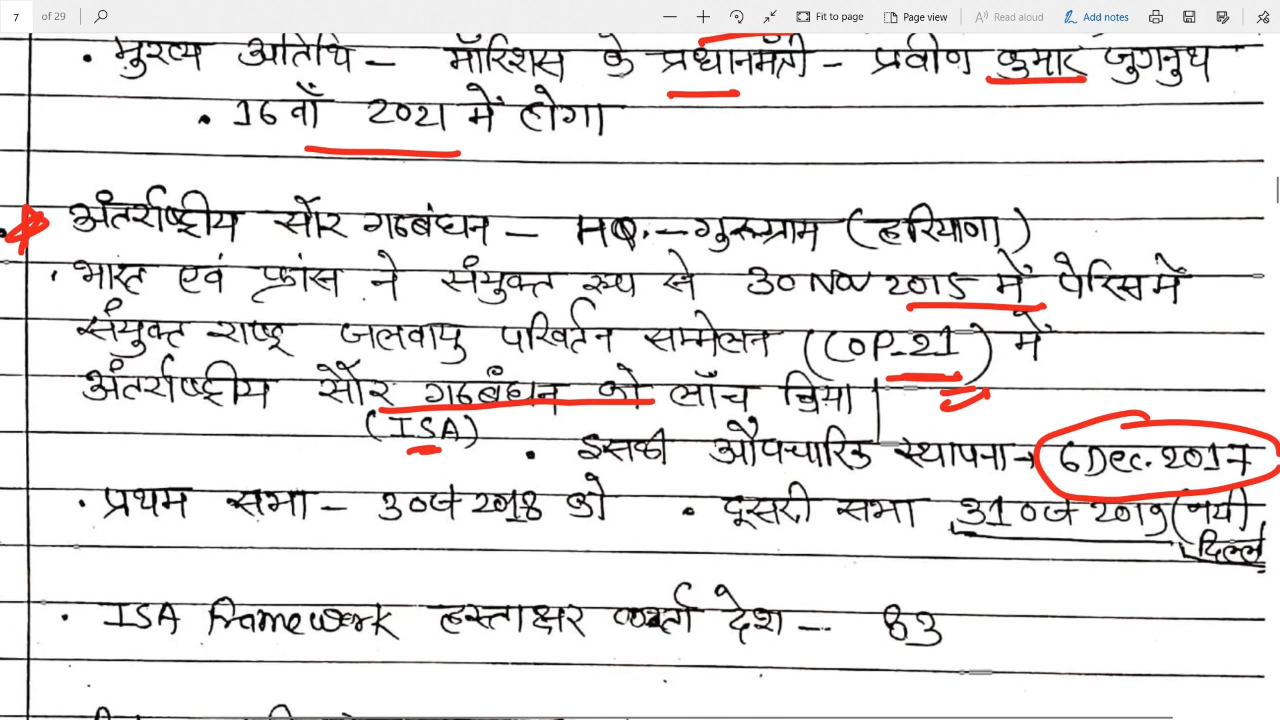 7 of 29 Fit to page Page view Read aloud Add notes
• मुख्य अतिथि – मॉरिशस के प्रधानमंत्री – प्रवीण कुमार जुगनुथ
• 16वाँ 2021 में होगा
अंतर्राष्ट्रीय सौर गठबंधन – HQ. – गुरुग्राम (हरियाणा)
• भारत एवं फ्रांस ने संयुक्त रूप से 30 NOV 2015 में पेरिस में
संयुक्त राष्ट्र जलवायु परिवर्तन सम्मेलन (COP-21) में
अंतर्राष्ट्रीय सौर गठबंधन को लाँच किया|
(ISA) • इसकी औपचारिक स्थापना → 6 Dec. 2017
• प्रथम सभा – 3 Oct 2018 को • दूसरी सभा 31 Oct 2019 (नयी
दिल्ली
• ISA framework हस्ताक्षर कर्ता देश – 83